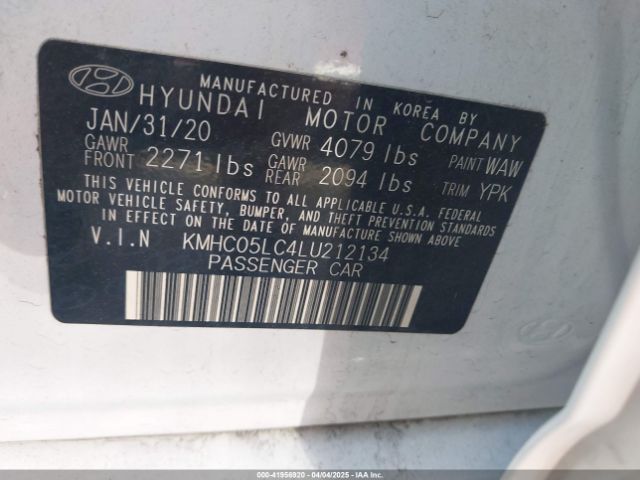 MANUFACTURED IN KOREA BY
HYUNDAI MOTOR COMPANY
JAN/31/20 GVWR 4079 lbs PAINT WAW
GAWR FRONT 2271 lbs GAWR REAR 2094 lbs TRIM YPK
THIS VEHICLE CONFORMS TO ALL APPLICABLE U.S.A. FEDERAL
MOTOR VEHICLE SAFETY, BUMPER, AND THEFT PREVENTION STANDARDS
IN EFFECT ON THE DATE OF MANUFACTURE SHOWN ABOVE.
V.I.N KMHC05LC4LU212134
PASSENGER CAR
000-41956920 - 04/04/2025 - IAAI.COM